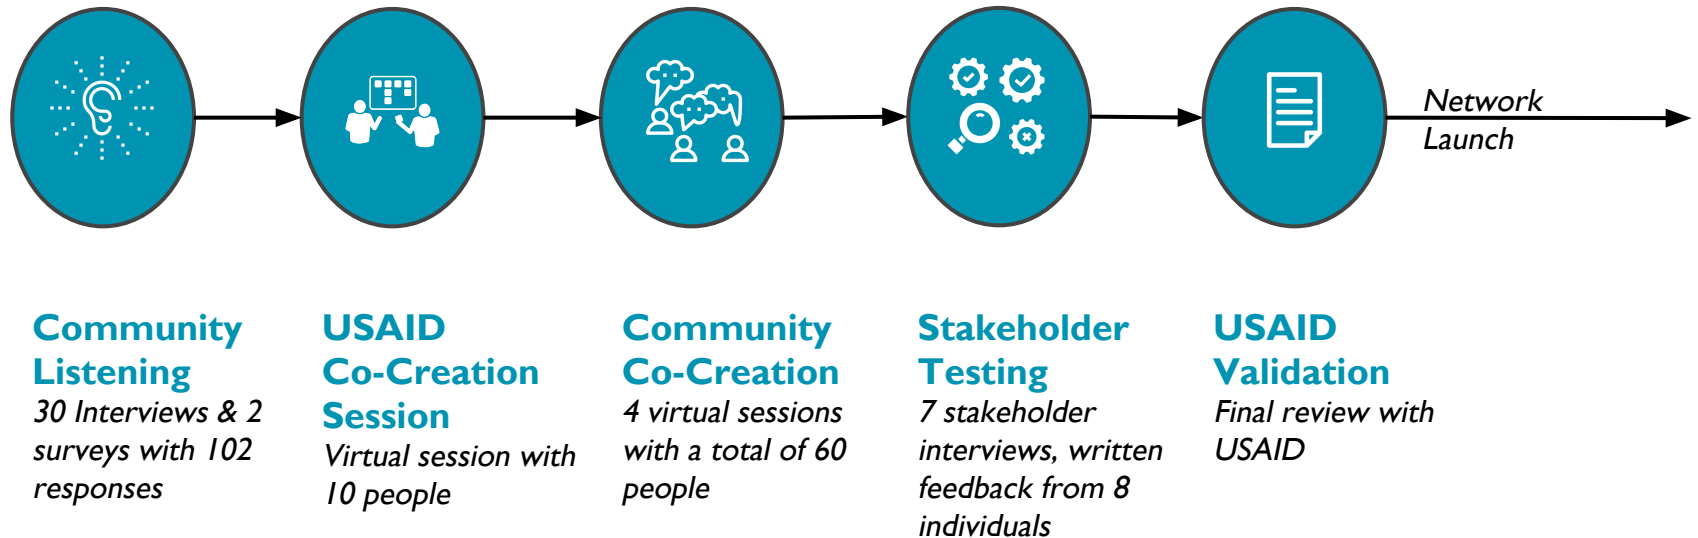 Network
Launch
Community
Listening
30 Interviews & 2
surveys with 102
responses
USAID
Co-Creation
Session
Virtual session with
10 people
Community
Co-Creation
4 virtual sessions
with a total of 60
people
Stakeholder
Testing
7 stakeholder
interviews, written
feedback from 8
individuals
USAID
Validation
Final review with
USAID